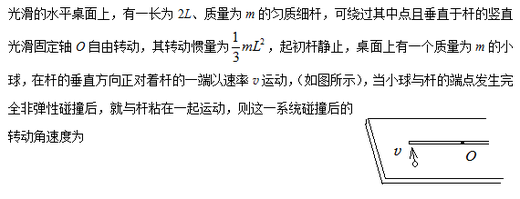 光滑的水平桌面上，有一长为 2L、质量为 m 的匀质细杆，可绕过其中点且垂直于杆的竖直
光滑固定轴 O 自由转动，其转动惯量为 \frac{1}{3}mL²，起初杆静止，桌面上有一个质量为 m 的小
球，在杆的垂直方向正对着杆的一端以速率 v 运动，（如图所示），当小球与杆的端点发生完
全非弹性碰撞后，就与杆粘在一起运动，则这一系统碰撞后的
转动角速度为
v
O